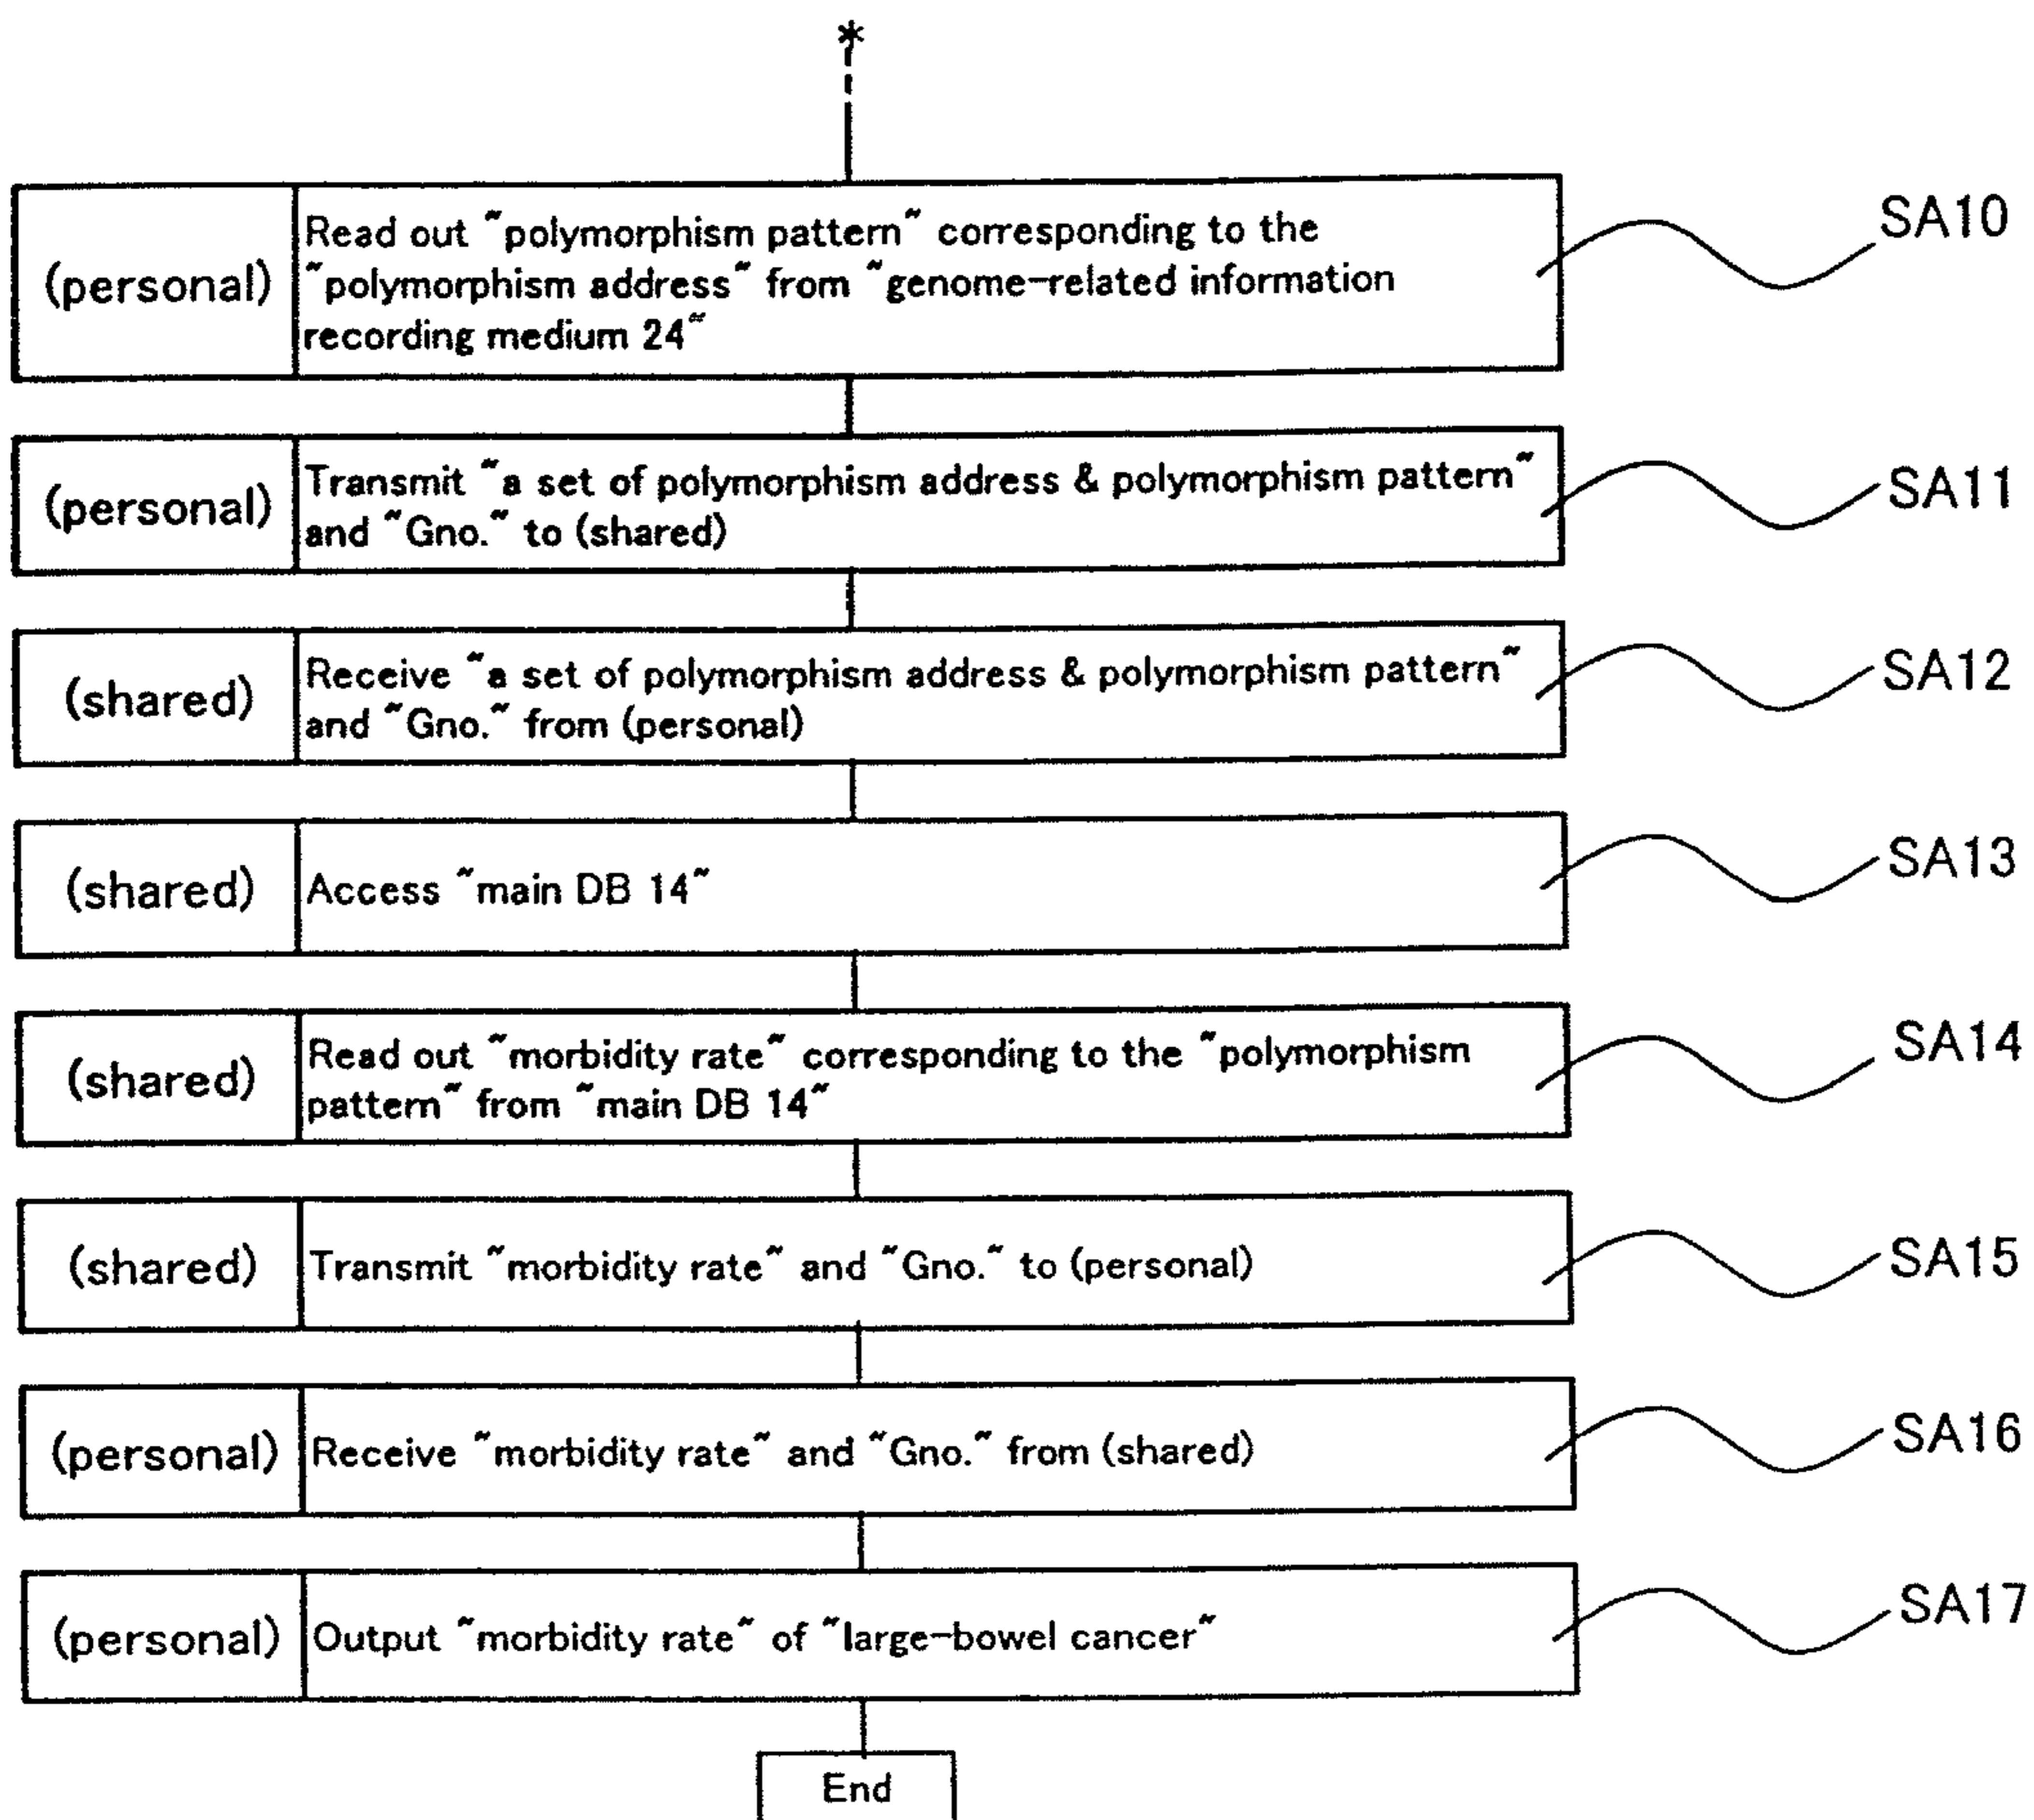 *
(personal)
Read out "polymorphism pattern" corresponding to the
"polymorphism address" from "genome-related information
recording medium 24"
SA10
(personal)
Transmit "a set of polymorphism address & polymorphism pattern"
and "Gno." to (shared)
SA11
(shared)
Receive "a set of polymorphism address & polymorphism pattern"
and "Gno." from (personal)
SA12
(shared)
Access "main DB 14"
SA13
(shared)
Read out "morbidity rate" corresponding to the "polymorphism
pattern" from "main DB 14"
SA14
(shared)
Transmit "morbidity rate" and "Gno." to (personal)
SA15
(personal)
Receive "morbidity rate" and "Gno." from (shared)
SA16
(personal)
Output "morbidity rate" of "large-bowel cancer"
SA17
End